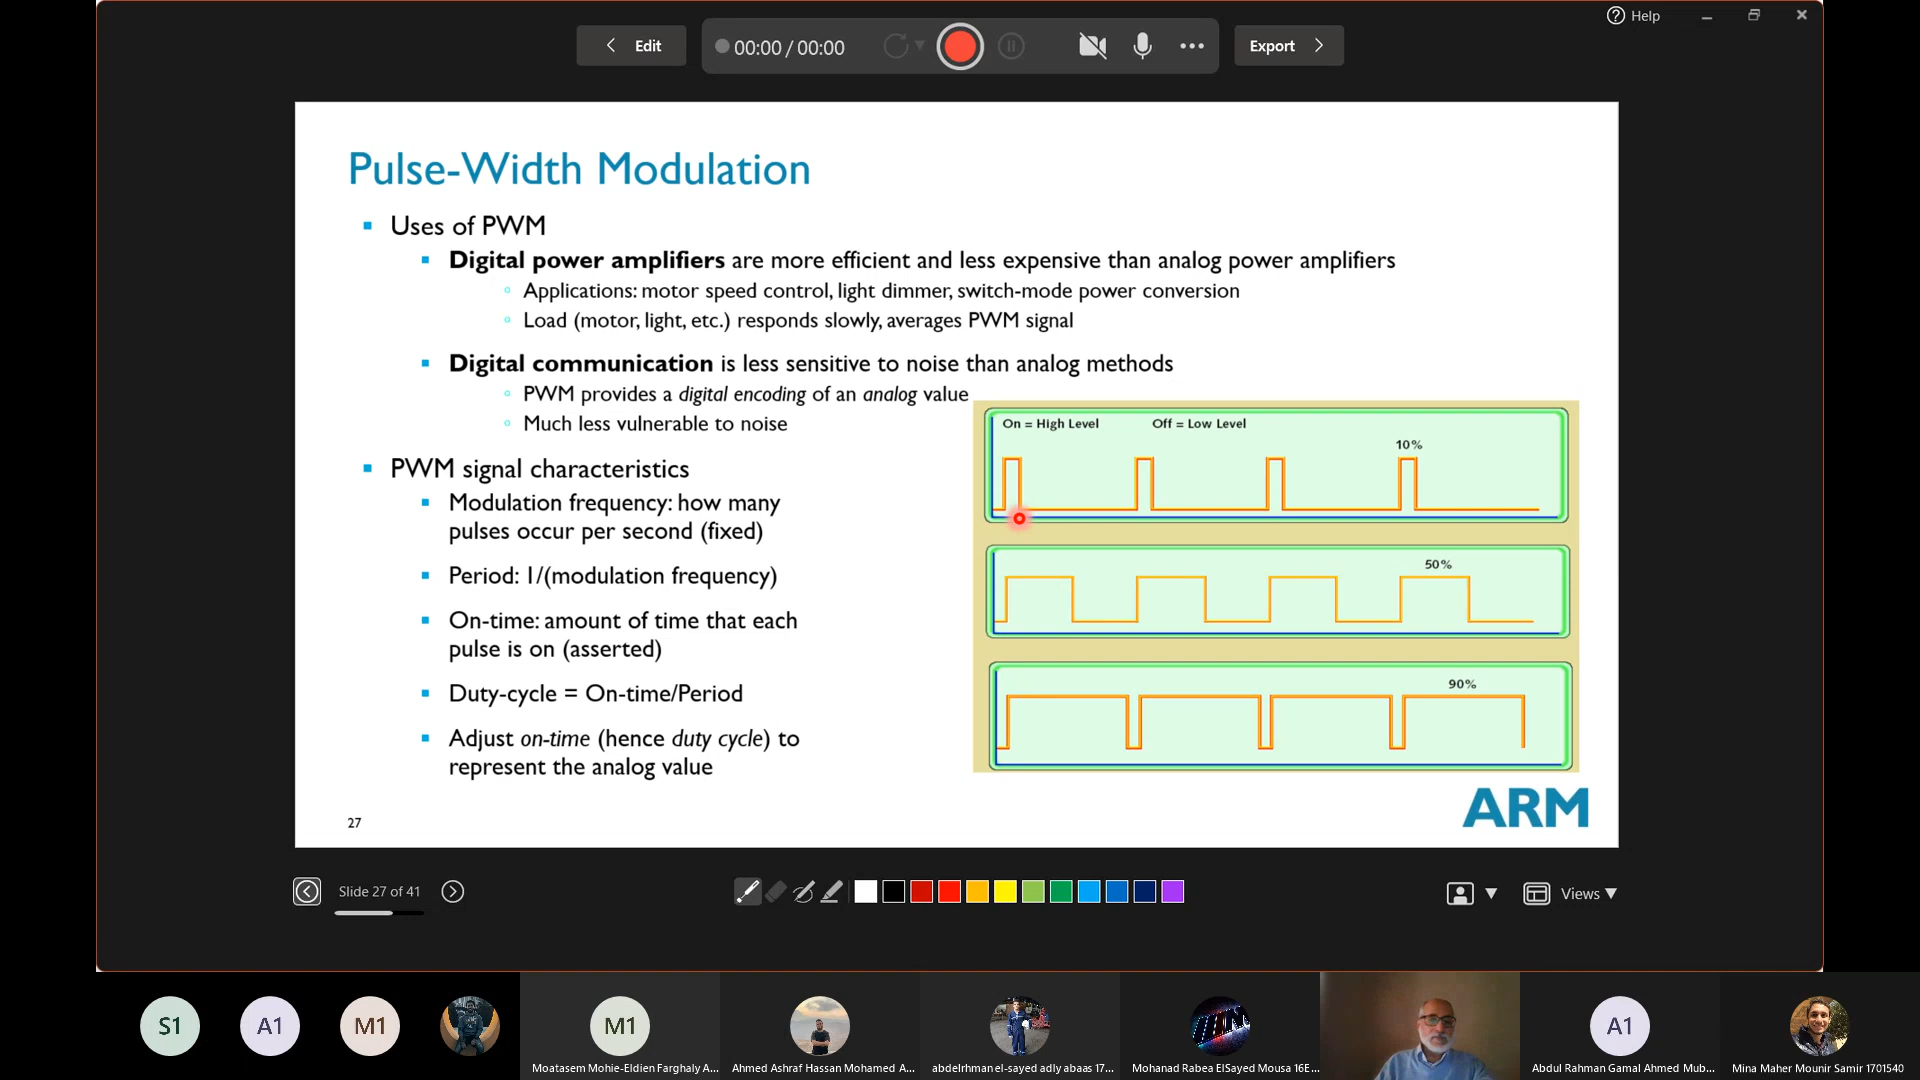 Help
Edit
00:00 / 00:00
Export
Pulse-Width Modulation
Uses of PWM
Digital power amplifiers are more efficient and less expensive than analog power amplifiers
Applications: motor speed control, light dimmer, switch-mode power conversion
Load (motor, light, etc.) responds slowly, averages PWM signal
Digital communication is less sensitive to noise than analog methods
PWM provides a digital encoding of an analog value
Much less vulnerable to noise
PWM signal characteristics
Modulation frequency: how many
pulses occur per second (fixed)
Period: 1/(modulation frequency)
On-time: amount of time that each
pulse is on (asserted)
Duty-cycle = On-time/Period
Adjust on-time (hence duty cycle) to
represent the analog value
On = High Level Off = Low Level
10%
50%
90%
27
ARM
Slide 27 of 41
Views
S1
A1
M1
M1
A1
Moatasem Mohie-Eldien Farghaly A...
Ahmed Ashraf Hassan Mohamed A...
abdelrhman el-sayed adly abaas 17...
Mohanad Rabea ElSayed Mousa 16E...
Abdul Rahman Gamal Ahmed Mub...
Mina Maher Mounir Samir 1701540